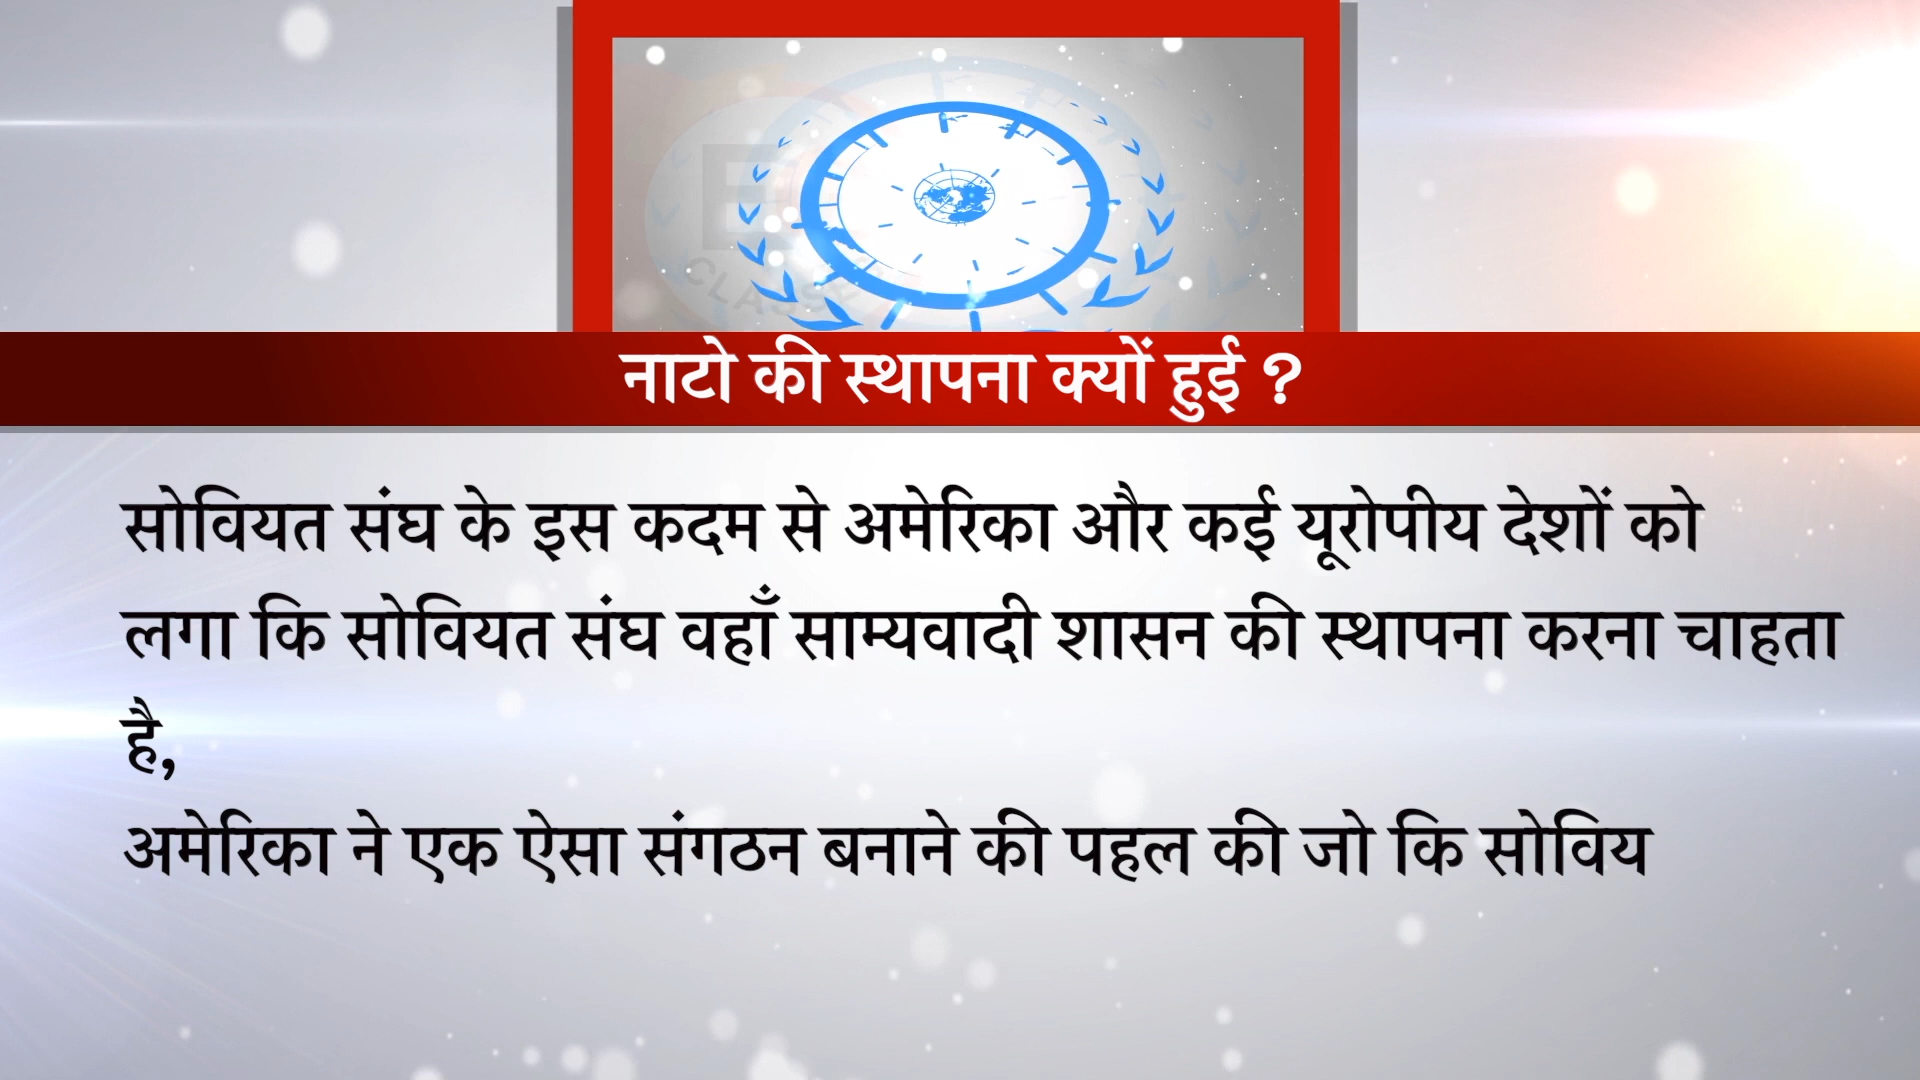 नाटो की स्थापना क्यों हुई ?
सोवियत संघ के इस कदम से अमेरिका और कई यूरोपीय देशों को
लगा कि सोवियत संघ वहाँ साम्यवादी शासन की स्थापना करना चाहता
है,
अमेरिका ने एक ऐसा संगठन बनाने की पहल की जो कि सोविय